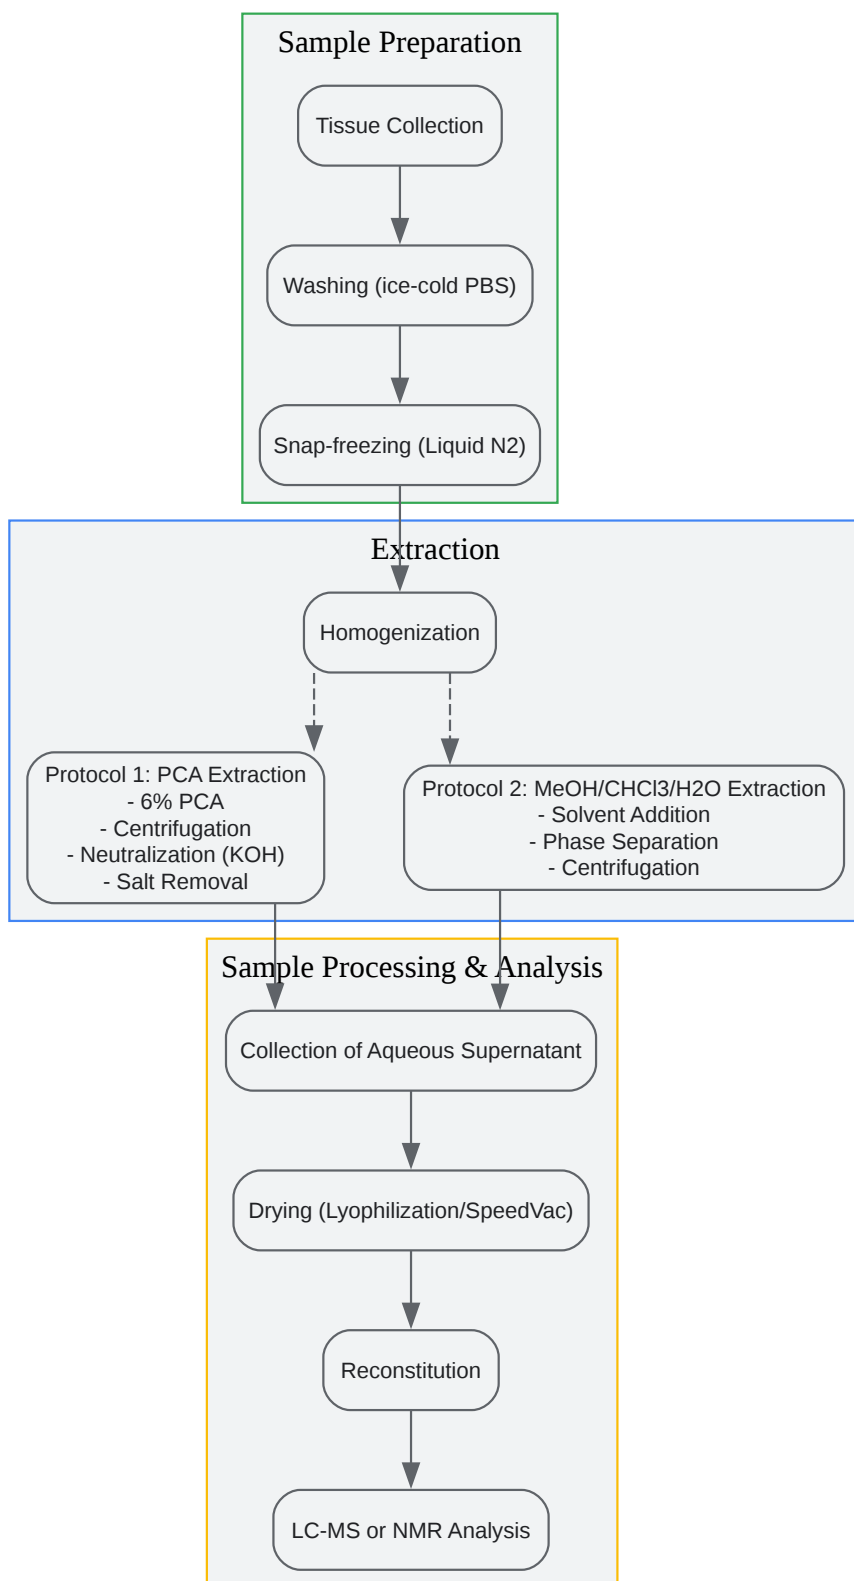 Sample Preparation
Tissue Collection
Washing (ice-cold PBS)
Snap-freezing (Liquid N2)
Extraction
Homogenization
Protocol 1: PCA Extraction
- 6% PCA
- Centrifugation
- Neutralization (KOH)
- Salt Removal
Protocol 2: MeOH/CHCl3/H2O Extraction
- Solvent Addition
- Phase Separation
- Centrifugation
Sample Processing & Analysis
Collection of Aqueous Supernatant
Drying (Lyophilization/SpeedVac)
Reconstitution
LC-MS or NMR Analysis